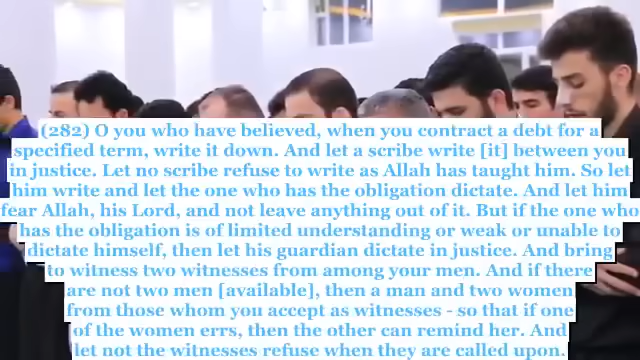 (282) O you who have believed, when you contract a debt for a
specified term, write it down. And let a scribe write [it] between you
in justice. Let no scribe refuse to write as Allah has taught him. So let
him write and let the one who has the obligation dictate. And let him
fear Allah, his Lord, and not leave anything out of it. But if the one who
has the obligation is of limited understanding or weak or unable to
dictate himself, then let his guardian dictate in justice. And bring
to witness two witnesses from among your men. And if there
are not two men [available], then a man and two women
from those whom you accept as witnesses - so that if one
of the women errs, then the other can remind her. And
let not the witnesses refuse when they are called upon.